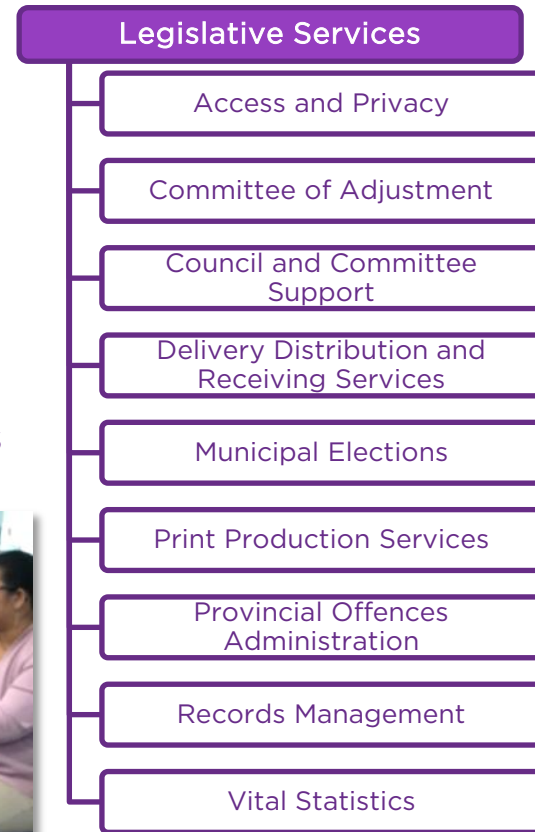 Legislative Services
Access and Privacy
Committee of Adjustment
Council and Committee
Support
Delivery Distribution and
Receiving Services
Municipal Elections
Print Production Services
Provincial Offences
Administration
Records Management
Vital Statistics